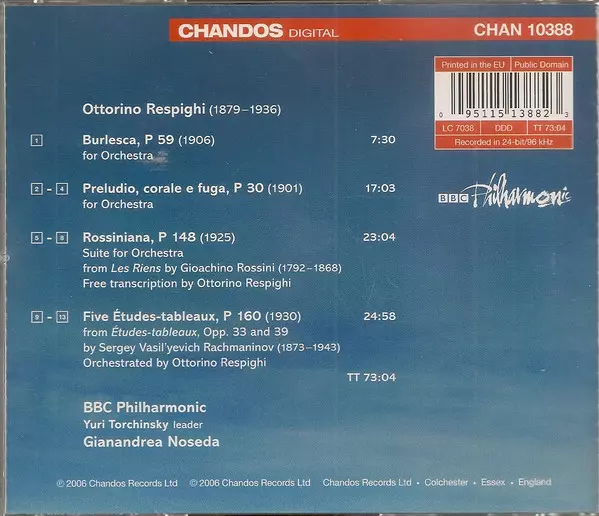 CHANDOS DIGITAL CHAN 10388
Printed in the EU Public Domain
0 95115 13882 3
LC 7038 DDD TT 73:04
Recorded in 24-bit/96 kHz
BBC Philharmonic
Ottorino Respighi (1879–1936)
1 Burlesca, P 59 (1906) 7:30
for Orchestra
2 - 4 Preludio, corale e fuga, P 30 (1901) 17:03
for Orchestra
5 - 8 Rossiniana, P 148 (1925) 23:04
Suite for Orchestra
from Les Riens by Gioachino Rossini (1792–1868)
Free transcription by Ottorino Respighi
9 - 13 Five Études-tableaux, P 160 (1930) 24:58
from Études-tableaux, Opp. 33 and 39
by Sergey Vasil'yevich Rachmaninov (1873–1943)
Orchestrated by Ottorino Respighi
TT 73:04
BBC Philharmonic
Yuri Torchinsky leader
Gianandrea Noseda
℗ 2006 Chandos Records Ltd © 2006 Chandos Records Ltd Chandos Records Ltd • Colchester • Essex • England